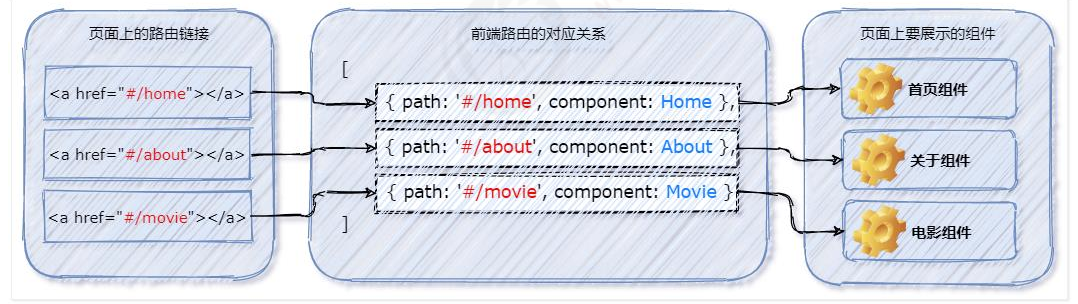 页面上的路由链接
<a href="#/home"></a>
<a href="#/about"></a>
<a href="#/movie"></a>
前端路由的对应关系
[
{ path: '#/home', component: Home },
{ path: '#/about', component: About },
{ path: '#/movie', component: Movie }
]
页面上要展示的组件
首页组件
关于组件
电影组件